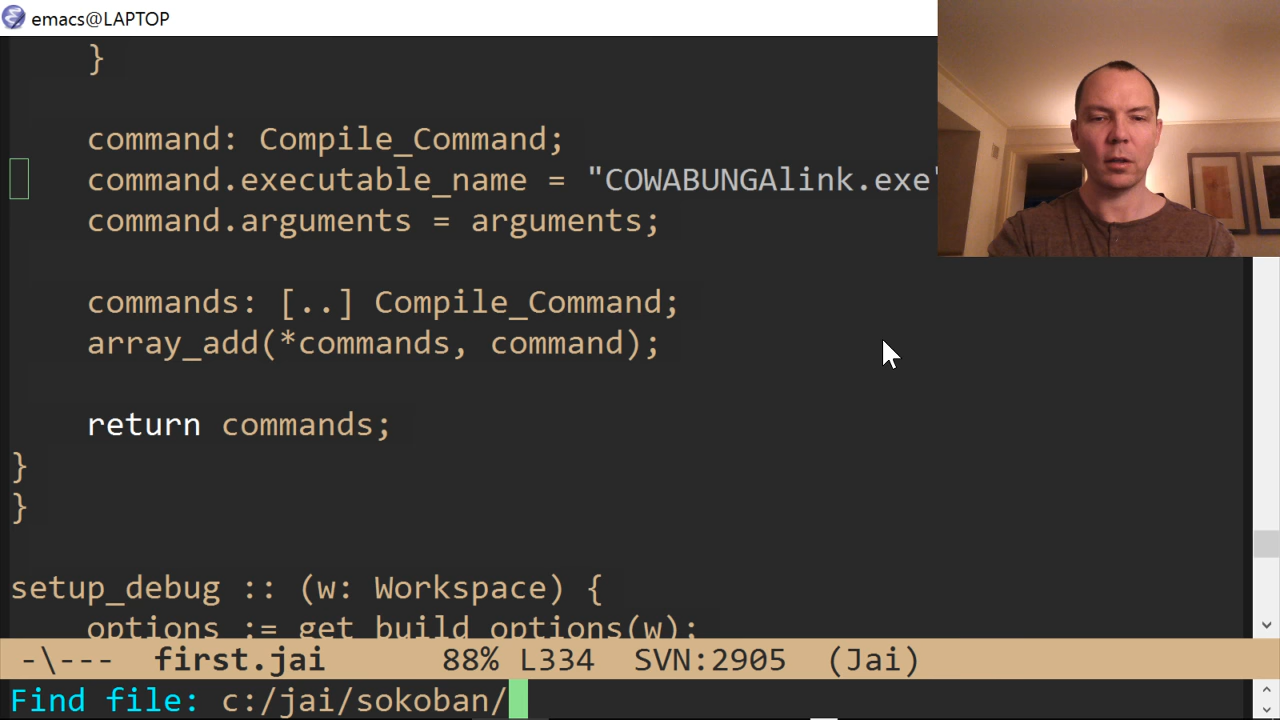 emacs@LAPTOP
}
command: Compile_Command;
command.executable_name = "COWABUNGAlink.exe"
command.arguments = arguments;
commands: [..] Compile_Command;
array_add(*commands, command);
return commands;
}
}
setup_debug :: (w: Workspace) {
options := get_build_options(w);
-\--- first.jai 88% L334 SVN:2905 (Jai)
Find file: c:/jai/sokoban/